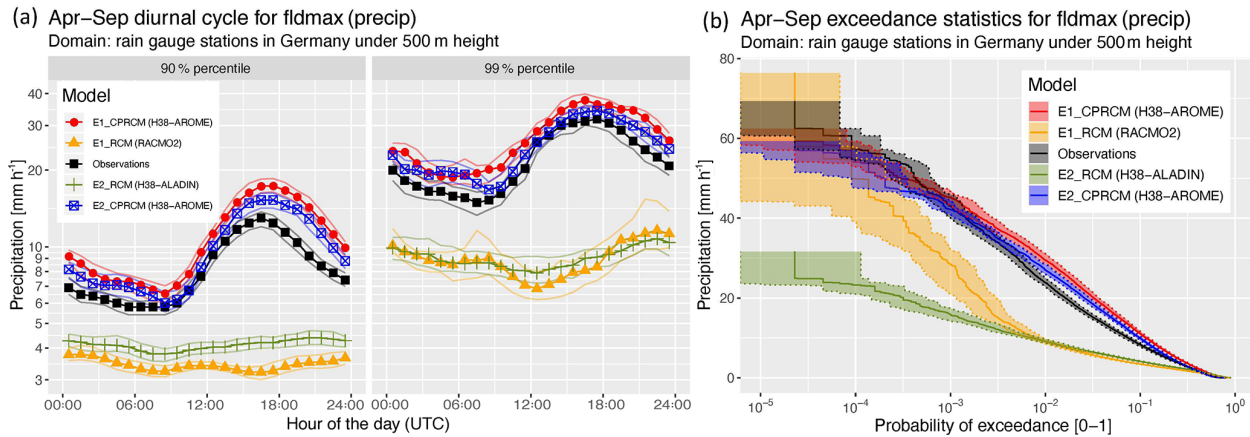 (a)
Apr–Sep diurnal cycle for fldmax (precip)
Domain: rain gauge stations in Germany under 500 m height
90 % percentile
99 % percentile
Precipitation [mm h⁻¹]
40
30
20
10
9
8
7
6
5
4
3
Model
E1_CPRCM (H38–AROME)
E1_RCM (RACMO2)
Observations
E2_RCM (H38–ALADIN)
E2_CPRCM (H38–AROME)
00:00 06:00 12:00 18:00 24:00
00:00 06:00 12:00 18:00 24:00
Hour of the day (UTC)
(b)
Apr–Sep exceedance statistics for fldmax (precip)
Domain: rain gauge stations in Germany under 500 m height
Precipitation [mm h⁻¹]
80
60
40
20
0
Model
E1_CPRCM (H38–AROME)
E1_RCM (RACMO2)
Observations
E2_RCM (H38–ALADIN)
E2_CPRCM (H38–AROME)
10⁻⁵ 10⁻⁴ 10⁻³ 10⁻² 10⁻¹ 10⁰
Probability of exceedance [0–1]